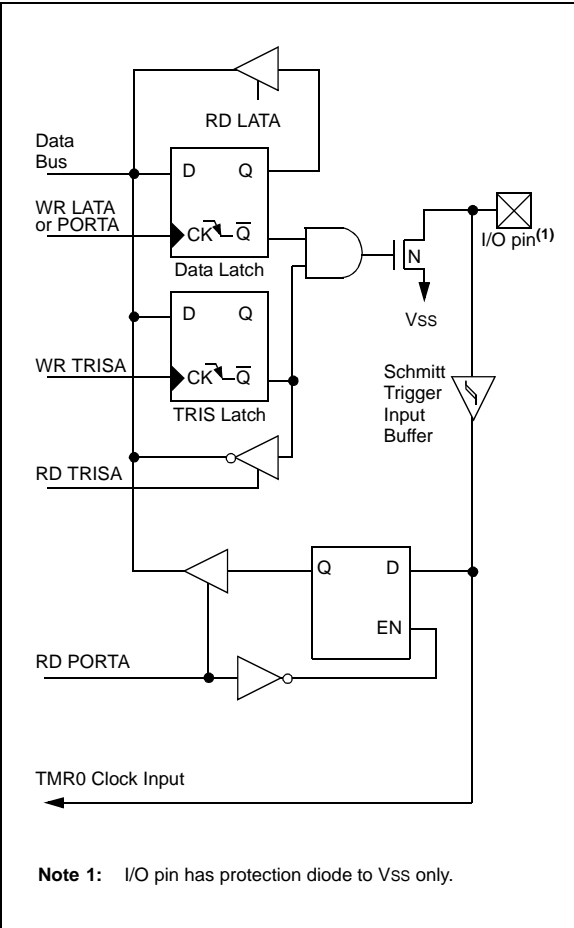 RD LATA
Data
Bus
D Q
WR LATA
or PORTA
CK Q̅
Data Latch
I/O pin(1)
N
VSS
D Q
WR TRISA
CK Q̅
TRIS Latch
Schmitt
Trigger
Input
Buffer
RD TRISA
Q D
EN
RD PORTA
TMR0 Clock Input
Note 1: I/O pin has protection diode to VSS only.